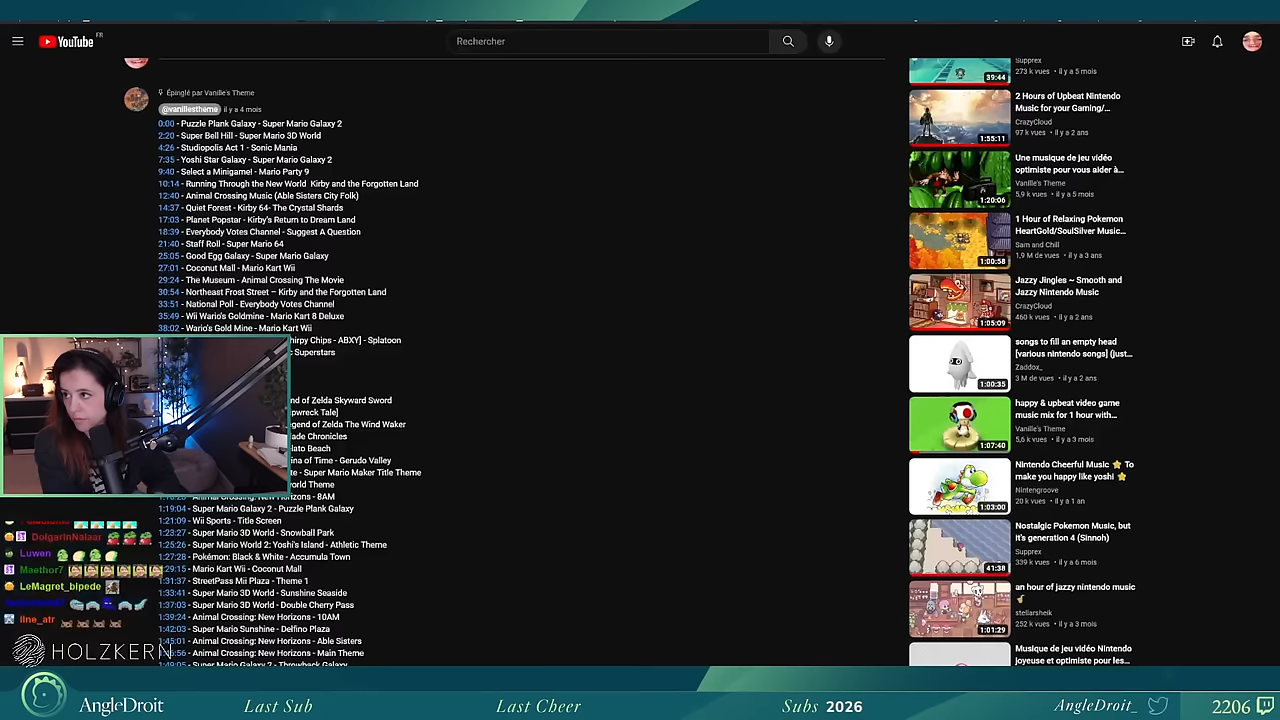 YouTube FR
Rechercher
Épinglé par Vanille's Theme
@vanillestheme il y a 4 mois
0:00 - Puzzle Plank Galaxy - Super Mario Galaxy 2
2:20 - Super Bell Hill - Super Mario 3D World
4:26 - Studiopolis Act 1 - Sonic Mania
7:35 - Yoshi Star Galaxy - Super Mario Galaxy 2
9:40 - Select a Minigame! - Mario Party 9
10:14 - Running Through the New World Kirby and the Forgotten Land
12:40 - Animal Crossing Music (Able Sisters City Folk)
14:37 - Quiet Forest - Kirby 64- The Crystal Shards
17:03 - Planet Popstar - Kirby's Return to Dream Land
18:39 - Everybody Votes Channel - Suggest A Question
21:40 - Staff Roll - Super Mario 64
25:05 - Good Egg Galaxy - Super Mario Galaxy
27:01 - Coconut Mall - Mario Kart Wii
29:24 - The Museum - Animal Crossing The Movie
30:54 - Northeast Frost Street – Kirby and the Forgotten Land
33:51 - National Poll - Everybody Votes Channel
35:49 - Wii Wario's Goldmine - Mario Kart 8 Deluxe
38:02 - Wario's Gold Mine - Mario Kart Wii
hirpy Chips - ABXY] - Splatoon
c Superstars
nd of Zelda Skyward Sword
pwreck Tale]
egend of Zelda The Wind Waker
ade Chronicles
lato Beach
ina of Time - Gerudo Valley
te - Super Mario Maker Title Theme
orld Theme
Animal Crossing: New Horizons - 8AM
1:19:04 - Super Mario Galaxy 2 - Puzzle Plank Galaxy
1:21:09 - Wii Sports - Title Screen
1:23:27 - Super Mario 3D World - Snowball Park
1:25:26 - Super Mario World 2: Yoshi's Island - Athletic Theme
1:27:28 - Pokémon: Black & White - Accumula Town
:29:15 - Mario Kart Wii - Coconut Mall
1:31:37 - StreetPass Mii Plaza - Theme 1
1:33:41 - Super Mario Sunshine - Sunshine Seaside
1:37:03 - Super Mario 3D World - Double Cherry Pass
1:39:24 - Animal Crossing: New Horizons - 10AM
1:42:03 - Super Mario Sunshine - Delfino Plaza
:45:01 - Animal Crossing: New Horizons - Able Sisters
:56 - Animal Crossing: New Horizons - Main Theme
1:49:05 - Super Mario Galaxy 2 - Throwback Galaxy
DolgarInNalaar
Luwen
Maethor7
LeMagret_bipede
Ilne_atr
HOLZKERN
39:44
Supprex
273 k vues • il y a 5 mois
1:55:11
2 Hours of Upbeat Nintendo
Music for your Gaming/...
CrazyCloud
97 k vues • il y a 2 ans
1:20:06
Une musique de jeu vidéo
optimiste pour vous aider à...
Vanille's Theme
5,9 k vues • il y a 5 mois
1:00:58
1 Hour of Relaxing Pokemon
HeartGold/SoulSilver Music...
Sam and Chill
1,9 M de vues • il y a 3 ans
1:05:09
Jazzy Jingles ~ Smooth and
Jazzy Nintendo Music
CrazyCloud
460 k vues • il y a 2 ans
1:00:35
songs to fill an empty head
[various nintendo songs] (just...
Zaddox_
3 M de vues • il y a 2 ans
1:07:40
happy & upbeat video game
music mix for 1 hour with...
Vanille's Theme
5,6 k vues • il y a 3 mois
1:03:00
Nintendo Cheerful Music ⭐ To
make you happy like yoshi ⭐
Nintengroove
20 k vues • il y a 1 an
41:38
Nostalgic Pokemon Music, but
it's generation 4 (Sinnoh)
Supprex
339 k vues • il y a 6 mois
1:01:29
an hour of jazzy nintendo music
🎷
stellarsheik
252 k vues • il y a 3 mois
Musique de jeu vidéo Nintendo
joyeuse et optimiste pour les...
AngleDroit
Last Sub
Last Cheer
Subs 2026
AngleDroit_
2206